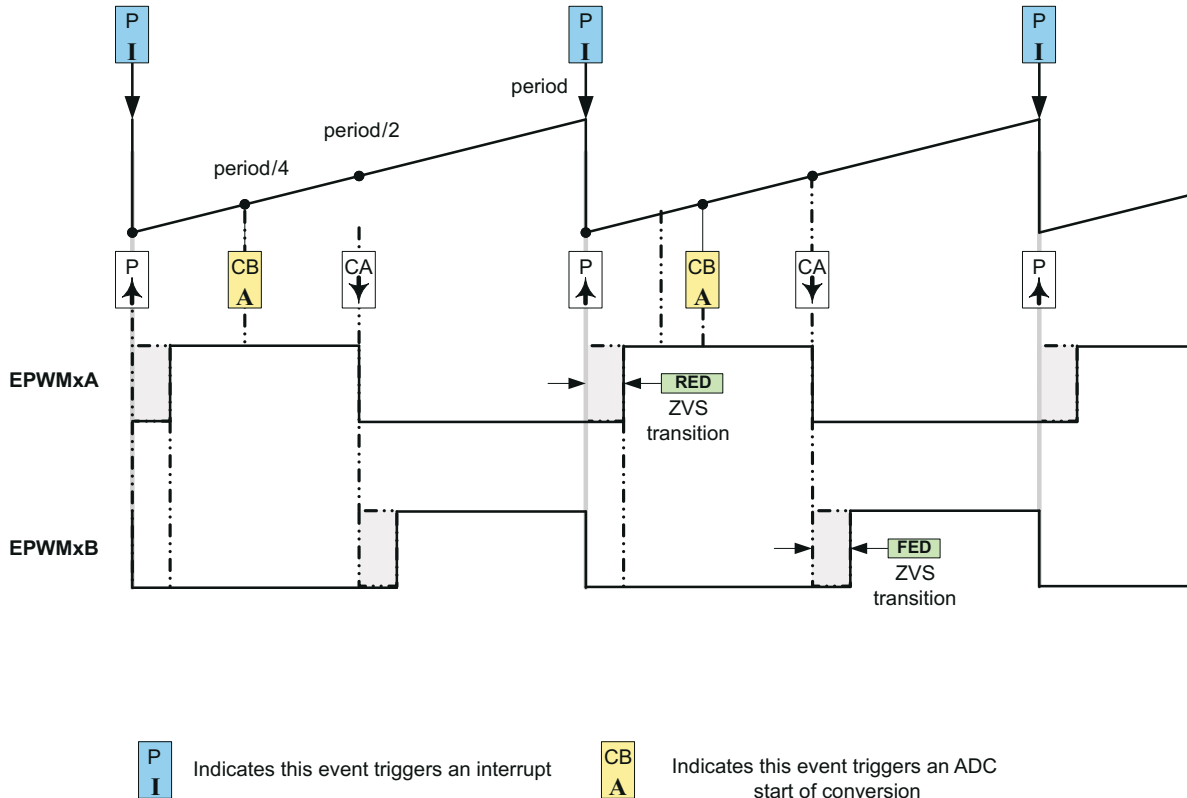 P
I
P
I
P
I
period
period/2
period/4
P
CB
A
CA
P
CB
A
CA
P
EPWMxA
RED
ZVS
transition
EPWMxB
FED
ZVS
transition
P
I
Indicates this event triggers an interrupt
CB
A
Indicates this event triggers an ADC
start of conversion